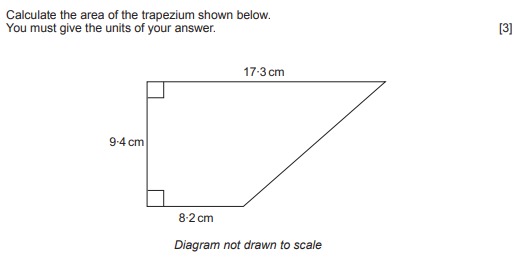 Calculate the area of the trapezium shown below.
You must give the units of your answer. [3]
17·3 cm
9·4 cm
8·2 cm
Diagram not drawn to scale